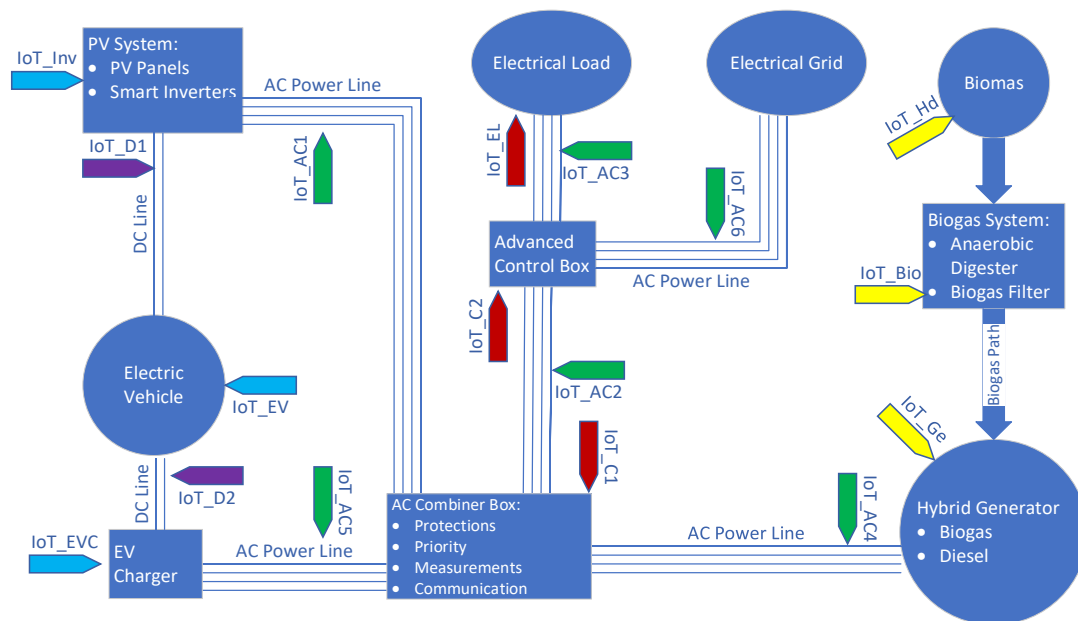 PV System:
• PV Panels
• Smart Inverters
IoT_Inv
AC Power Line
Electrical Load
Electrical Grid
Biomas
IoT_Hd
IoT_D1
IoT_AC1
IoT_EL
IoT_AC3
IoT_AC6
DC Line
Advanced
Control Box
AC Power Line
Biogas System:
• Anaerobic
Digester
• Biogas Filter
IoT_Bio
IoT_C2
Biogas Path
Electric
Vehicle
IoT_EV
IoT_AC2
IoT_Ge
IoT_C1
DC Line
IoT_D2
IoT_AC5
AC Combiner Box:
• Protections
• Priority
• Measurements
• Communication
IoT_AC4
Hybrid Generator
• Biogas
• Diesel
IoT_EVC
EV
Charger
AC Power Line
AC Power Line